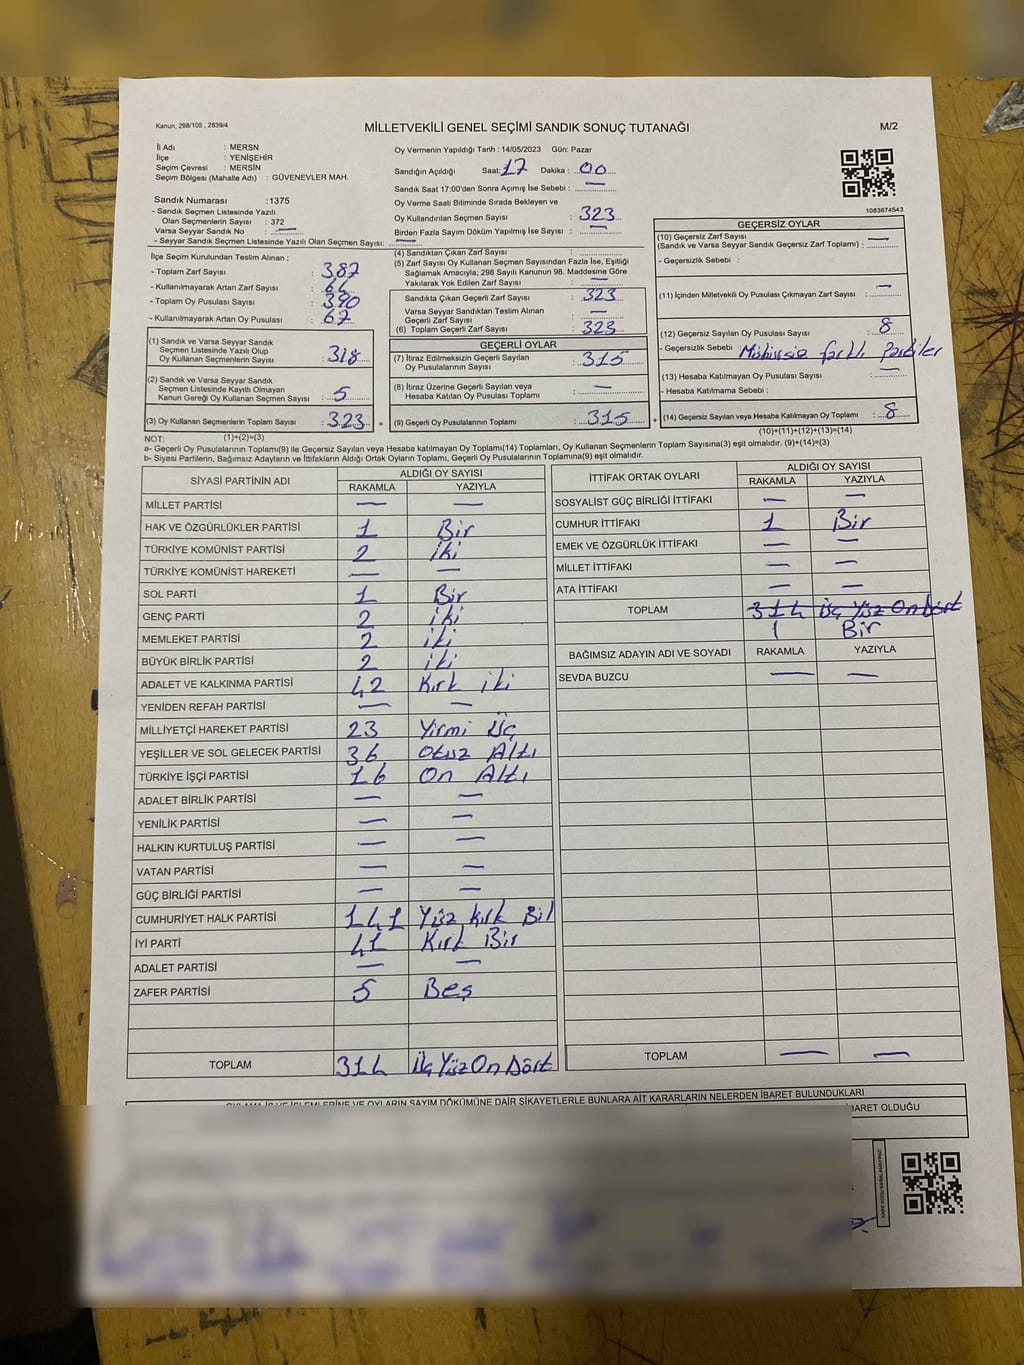 Kanun; 298/105 , 2839/4
MİLLETVEKİLİ GENEL SEÇİMİ SANDIK SONUÇ TUTANAĞI
M/2
İl Adı : MERSN
İlçe : YENİŞEHİR
Seçim Çevresi : MERSİN
Seçim Bölgesi (Mahalle Adı) : GÜVENEVLER MAH.
Sandık Numarası :1375
- Sandık Seçmen Listesinde Yazılı
Olan Seçmenlerin Sayısı : 372
Varsa Seyyar Sandık No : —
- Seyyar Sandık Seçmen Listesinde Yazılı Olan Seçmen Sayısı: —
Oy Vermenin Yapıldığı Tarih : 14/05/2023 Gün: Pazar
Sandığın Açıldığı Saat: 17 Dakika : 00
Sandık Saat 17:00'den Sonra Açımış İse Sebebi : —
Oy Verme Saati Bitiminde Sırada Bekleyen ve
Oy Kullandırılan Seçmen Sayısı : 323
Birden Fazla Sayım Döküm Yapılmış İse Sayısı : —
1083674543
İlçe Seçim Kurulundan Teslim Alınan ;
- Toplam Zarf Sayısı : 387
- Kullanılmayarak Artan Zarf Sayısı :
- Toplam Oy Pusulası Sayısı : 390
- Kullanılmayarak Artan Oy Pusulası : 67
(4) Sandıktan Çıkan Zarf Sayısı :
(5) Zarf Sayısı Oy Kullanan Seçmen Sayısından Fazla İse, Eşitliği
Sağlamak Amacıyla; 298 Sayılı Kanunun 98. Maddesine Göre
Yakılarak Yok Edilen Zarf Sayısı : —
Sandıkta Çıkan Geçerli Zarf Sayısı : 323
Varsa Seyyar Sandıktan Teslim Alınan
Geçerli Zarf Sayısı : —
(6) Toplam Geçerli Zarf Sayısı : 323
GEÇERSİZ OYLAR
(10) Geçersiz Zarf Sayısı
(Sandık ve Varsa Seyyar Sandık Geçersiz Zarf Toplamı) : —
- Geçersizlik Sebebi :
(11) İçinden Milletvekili Oy Pusulası Çıkmayan Zarf Sayısı : —
(12) Geçersiz Sayılan Oy Pusulası Sayısı : 8
- Geçersizlik Sebebi : Mühürsüz farklı Partiler
(13) Hesaba Katılmayan Oy Pusulası Sayısı : —
- Hesaba Katılmama Sebebi :
(14) Geçersiz Sayılan veya Hesaba Katılmayan Oy Toplamı : 8
(10)+(11)+(12)+(13)=(14)
(1) Sandık ve Varsa Seyyar Sandık
Seçmen Listesinde Yazılı Olup
Oy Kullanan Seçmenlerin Sayısı : 318
(2) Sandık ve Varsa Seyyar Sandık
Seçmen Listesinde Kayıtlı Olmayan
Kanun Gereği Oy Kullanan Seçmen Sayısı : 5
(3) Oy Kullanan Seçmenlerin Toplam Sayısı : 323 =
GEÇERLİ OYLAR
(7) İtiraz Edilmeksizin Geçerli Sayılan
Oy Pusulalarının Sayısı : 315
(8) İtiraz Üzerine Geçerli Sayılan veya
Hesaba Katılan Oy Pusulası Toplamı : —
(9) Geçerli Oy Pusulalarının Toplamı : 315 +
NOT: (1)+(2)=(3)
a- Geçerli Oy Pusulalarının Toplamı(9) ile Geçersiz Sayılan veya Hesaba katılmayan Oy Toplamı(14) Toplamları, Oy Kullanan Seçmenlerin Toplam Sayısına(3) eşit olmalıdır. (9)+(14)=(3)
b- Siyasi Partilerin, Bağımsız Adayların ve İttifakların Aldığı Ortak Oyların Toplamı, Geçerli Oy Pusulalarının Toplamına(9) eşit olmalıdır.
SİYASİ PARTİNİN ADI ALDIĞI OY SAYISI
RAKAMLA YAZIYLA
MİLLET PARTİSİ — —
HAK VE ÖZGÜRLÜKLER PARTİSİ 1 Bir
TÜRKİYE KOMÜNİST PARTİSİ 2 iki
TÜRKİYE KOMÜNİST HAREKETİ — —
SOL PARTİ 1 Bir
GENÇ PARTİ 2 iki
MEMLEKET PARTİSİ 2 iki
BÜYÜK BİRLİK PARTİSİ 2 iki
ADALET VE KALKINMA PARTİSİ 42 Kırk iki
YENİDEN REFAH PARTİSİ — —
MİLLİYETÇİ HAREKET PARTİSİ 23 Yirmi Üç
YEŞİLLER VE SOL GELECEK PARTİSİ 36 Otuz Altı
TÜRKİYE İŞÇİ PARTİSİ 16 On Altı
ADALET BİRLİK PARTİSİ — —
YENİLİK PARTİSİ — —
HALKIN KURTULUŞ PARTİSİ — —
VATAN PARTİSİ — —
GÜÇ BİRLİĞİ PARTİSİ — —
CUMHURİYET HALK PARTİSİ 141 Yüz Kırk Bir
İYİ PARTİ 41 Kırk Bir
ADALET PARTİSİ — —
ZAFER PARTİSİ 5 Beş
TOPLAM 314 Üç Yüz On Dört
İTTİFAK ORTAK OYLARI ALDIĞI OY SAYISI
RAKAMLA YAZIYLA
SOSYALİST GÜÇ BİRLİĞİ İTTİFAKI — —
CUMHUR İTTİFAKI 1 Bir
EMEK VE ÖZGÜRLÜK İTTİFAKI — —
MİLLET İTTİFAKI — —
ATA İTTİFAKI — —
TOPLAM 314 Üç Yüz On Dört
1 Bir
BAĞIMSIZ ADAYIN ADI VE SOYADI RAKAMLA YAZIYLA
SEVDA BUZCU — —
TOPLAM — —
OYLAMA İŞ VE İŞLEMLERİNE VE OYLARIN SAYIM DÖKÜMÜNE DAİR ŞİKAYETLERLE BUNLARA AİT KARARLARIN NELERDEN İBARET BULUNDUKLARI
İBARET OLDUĞU